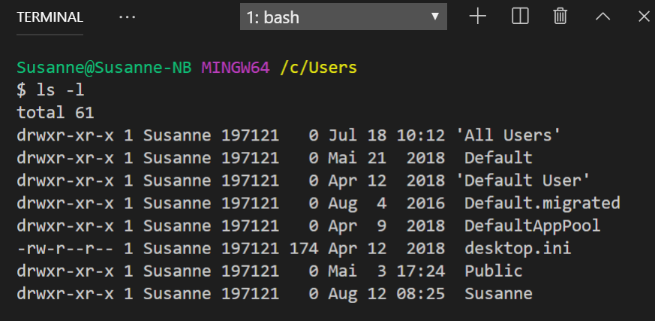 TERMINAL ... 1: bash
Susanne@Susanne-NB MINGW64 /c/Users
$ ls -l
total 61
drwxr-xr-x 1 Susanne 197121   0 Jul 18 10:12 'All Users'
drwxr-xr-x 1 Susanne 197121   0 Mai 21  2018  Default
drwxr-xr-x 1 Susanne 197121   0 Apr 12  2018 'Default User'
drwxr-xr-x 1 Susanne 197121   0 Aug  4  2016  Default.migrated
drwxr-xr-x 1 Susanne 197121   0 Apr  9  2018  DefaultAppPool
-rw-r--r-- 1 Susanne 197121 174 Apr 12  2018  desktop.ini
drwxr-xr-x 1 Susanne 197121   0 Mai  3 17:24  Public
drwxr-xr-x 1 Susanne 197121   0 Aug 12 08:25  Susanne